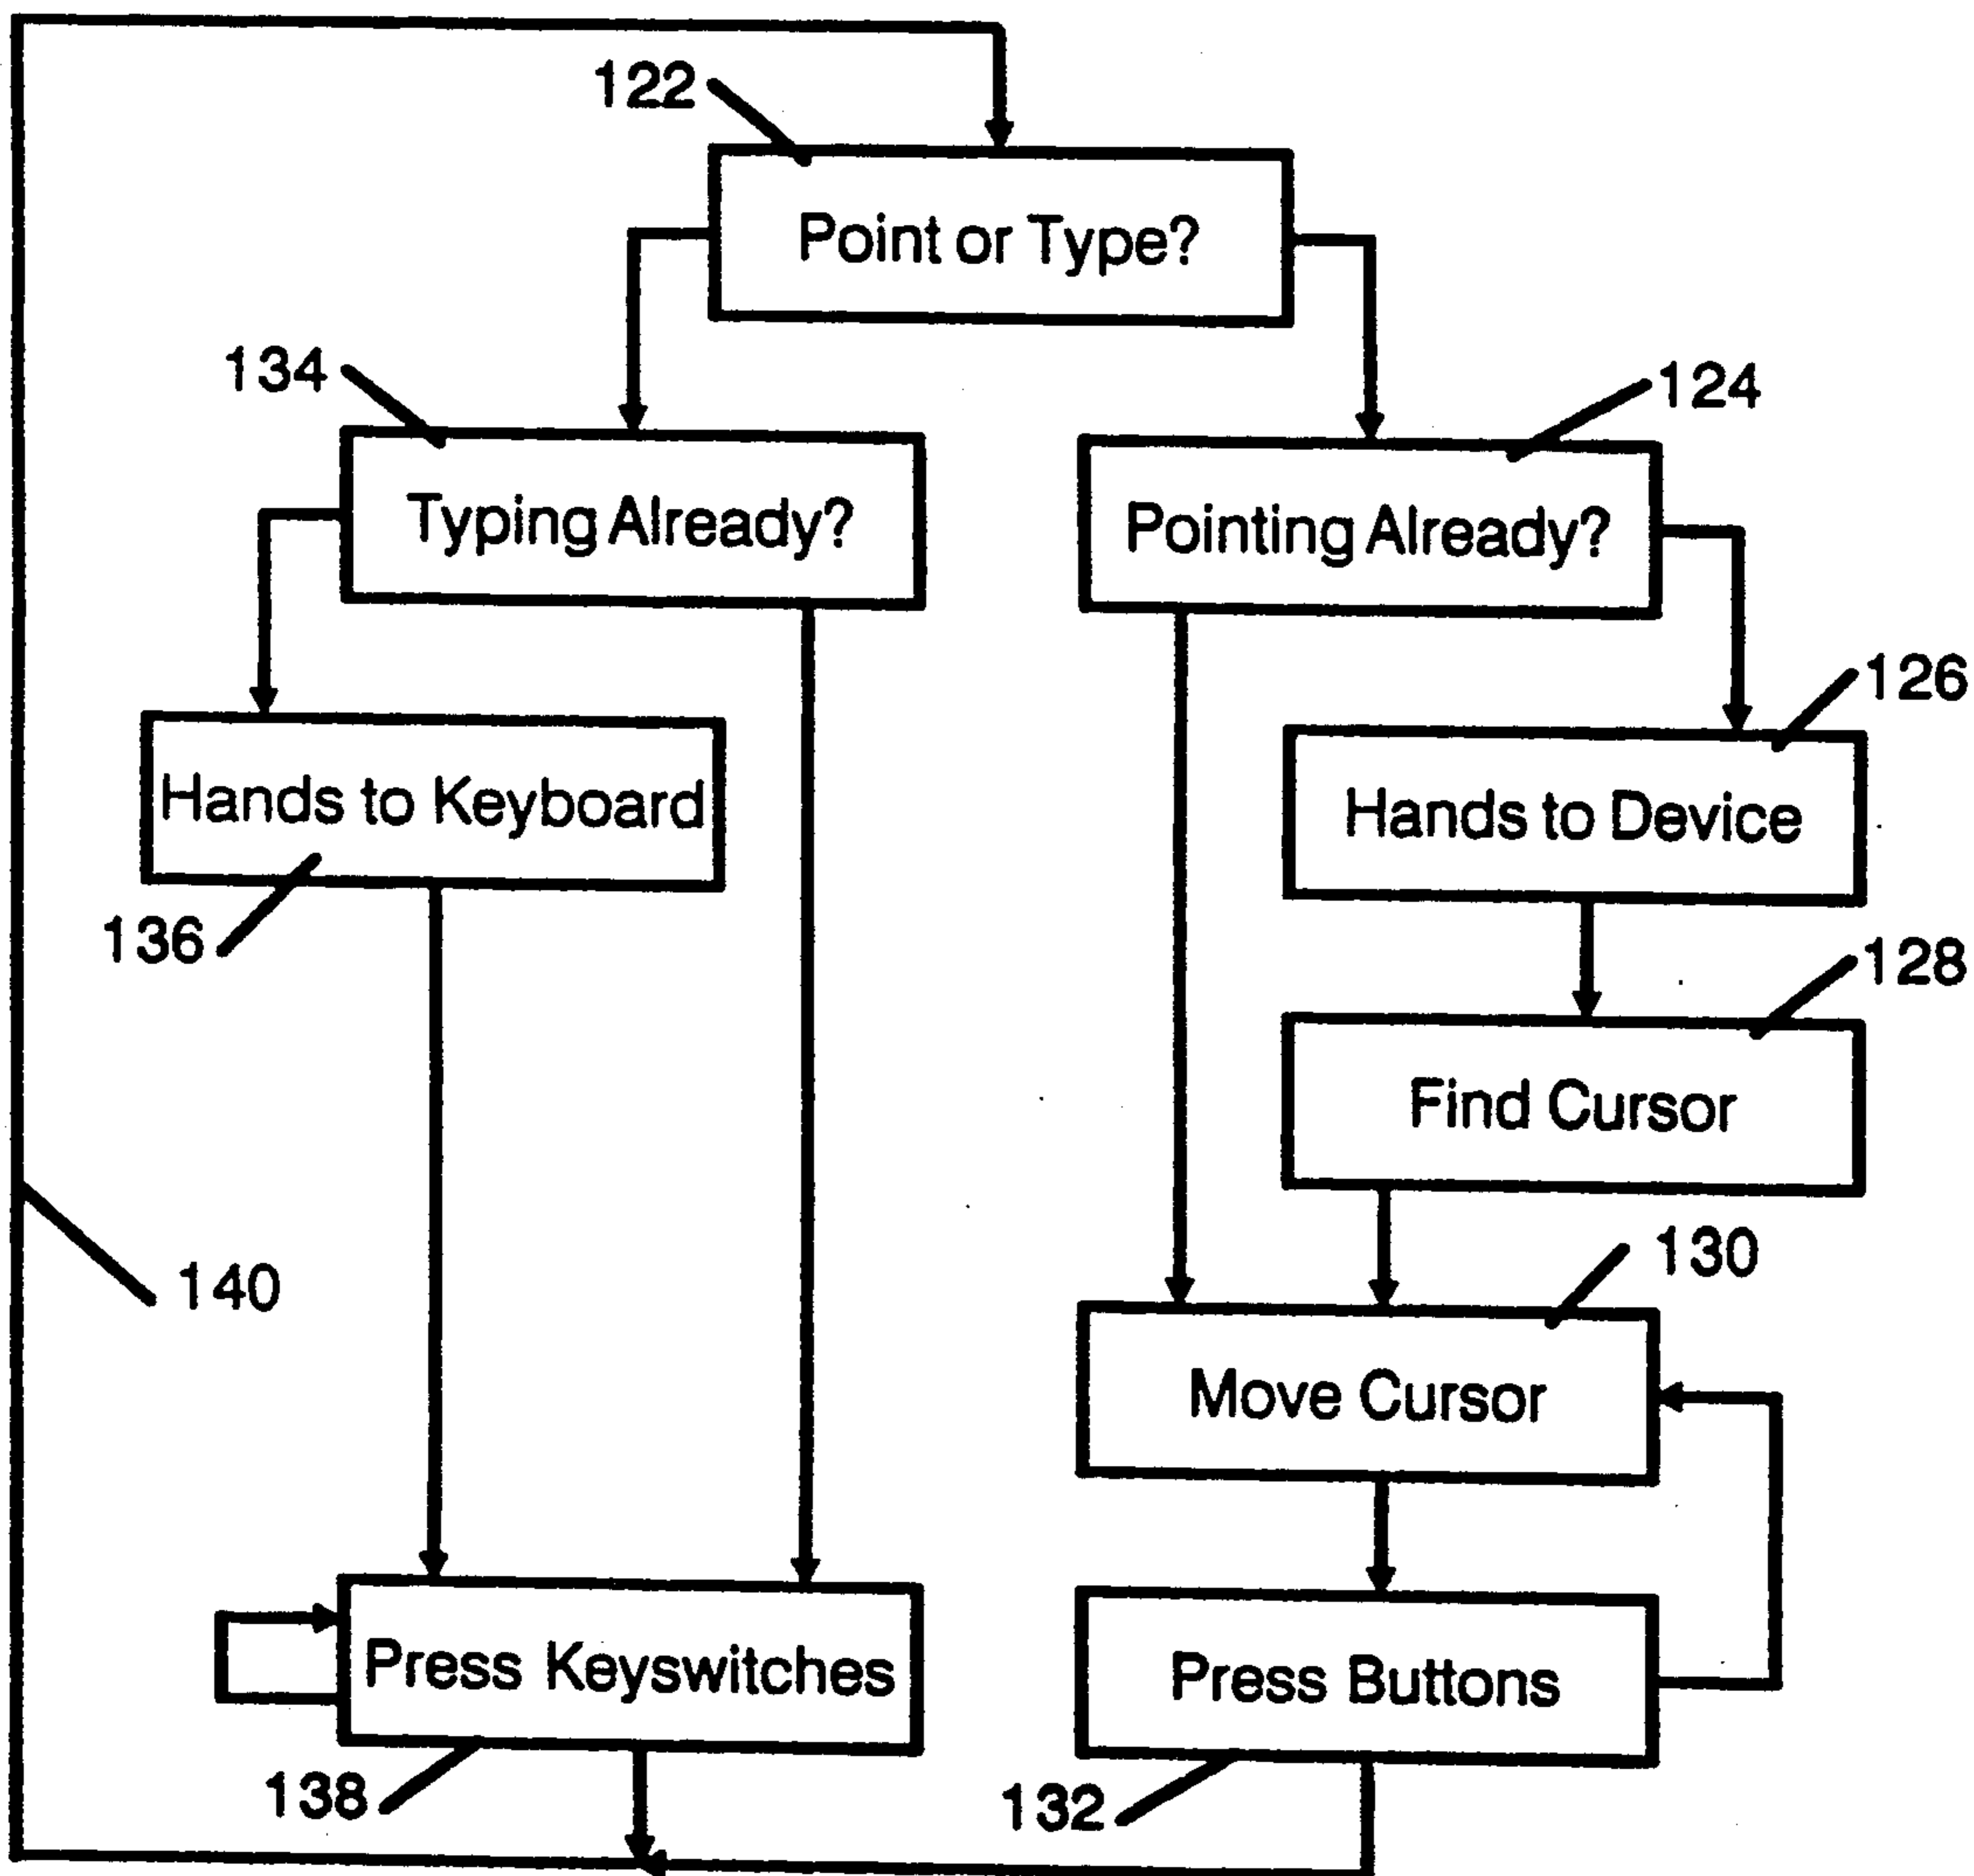 122
Point or Type?
134
124
Typing Already?
Pointing Already?
126
Hands to Keyboard
Hands to Device
136
128
Find Cursor
130
140
Move Cursor
Press Keyswitches
Press Buttons
138
132